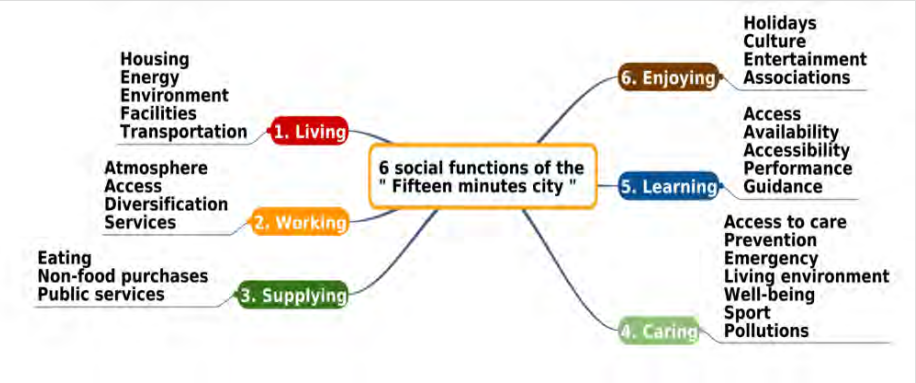 6 social functions of the
" Fifteen minutes city "
Housing
Energy
Environment
Facilities
Transportation
1. Living
Atmosphere
Access
Diversification
Services
2. Working
Eating
Non-food purchases
Public services
3. Supplying
Holidays
Culture
Entertainment
Associations
6. Enjoying
Access
Availability
Accessibility
Performance
Guidance
5. Learning
Access to care
Prevention
Emergency
Living environment
Well-being
Sport
Pollutions
4. Caring